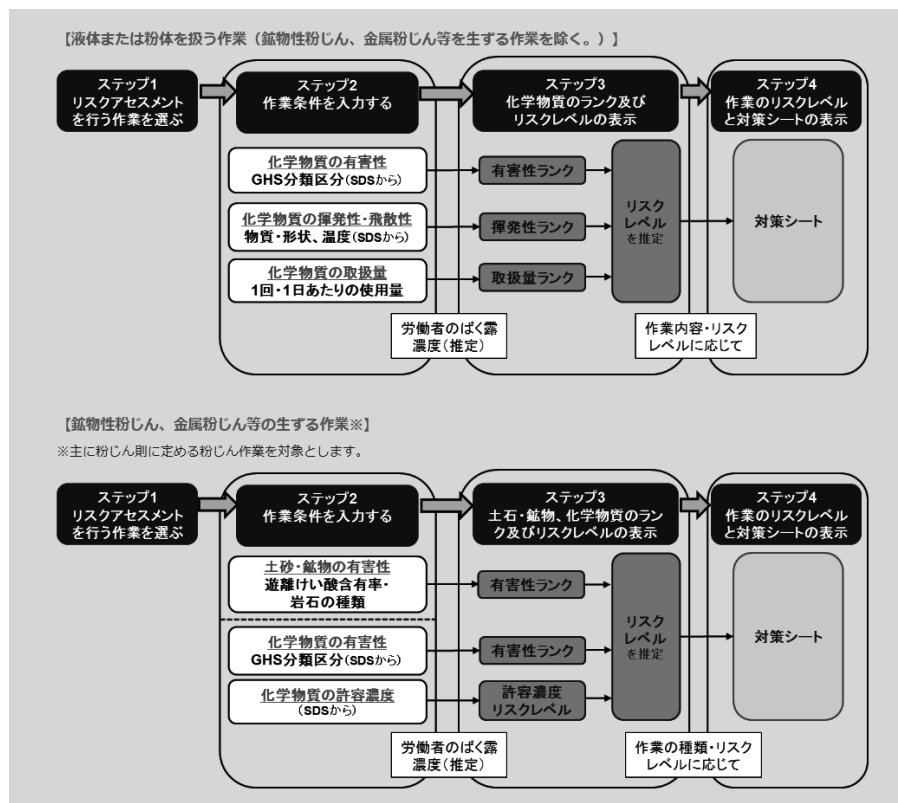 【液体または粉体を扱う作業（鉱物性粉じん、金属粉じん等を生する作業を除く。）】
ステップ1
リスクアセスメント
を行う作業を選ぶ
ステップ2
作業条件を入力する
ステップ3
化学物質のランク及び
リスクレベルの表示
ステップ4
作業のリスクレベル
と対策シートの表示
化学物質の有害性
GHS分類区分(SDSから)
有害性ランク
化学物質の揮発性・飛散性
物質・形状、温度(SDSから)
揮発性ランク
化学物質の取扱量
1回・1日あたりの使用量
取扱量ランク
リスク
レベル
を推定
対策シート
労働者のばく露
濃度(推定)
作業内容・リスク
レベルに応じて
【鉱物性粉じん、金属粉じん等の生ずる作業※】
※主に粉じん則に定める粉じん作業を対象とします。
ステップ1
リスクアセスメント
を行う作業を選ぶ
ステップ2
作業条件を入力する
ステップ3
土石・鉱物、化学物質のラン
ク及びリスクレベルの表示
ステップ4
作業のリスクレベル
と対策シートの表示
土砂・鉱物の有害性
遊離けい酸含有率・
岩石の種類
有害性ランク
化学物質の有害性
GHS分類区分(SDSから)
有害性ランク
化学物質の許容濃度
(SDSから)
許容濃度
リスクレベル
リスク
レベル
を推定
対策シート
労働者のばく露
濃度(推定)
作業の種類・リスク
レベルに応じて